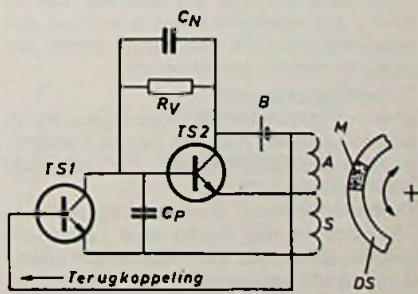 C_N
R_V
B
TS2
M
A
TS1
C_P
S
DS
+
Terugkoppeling